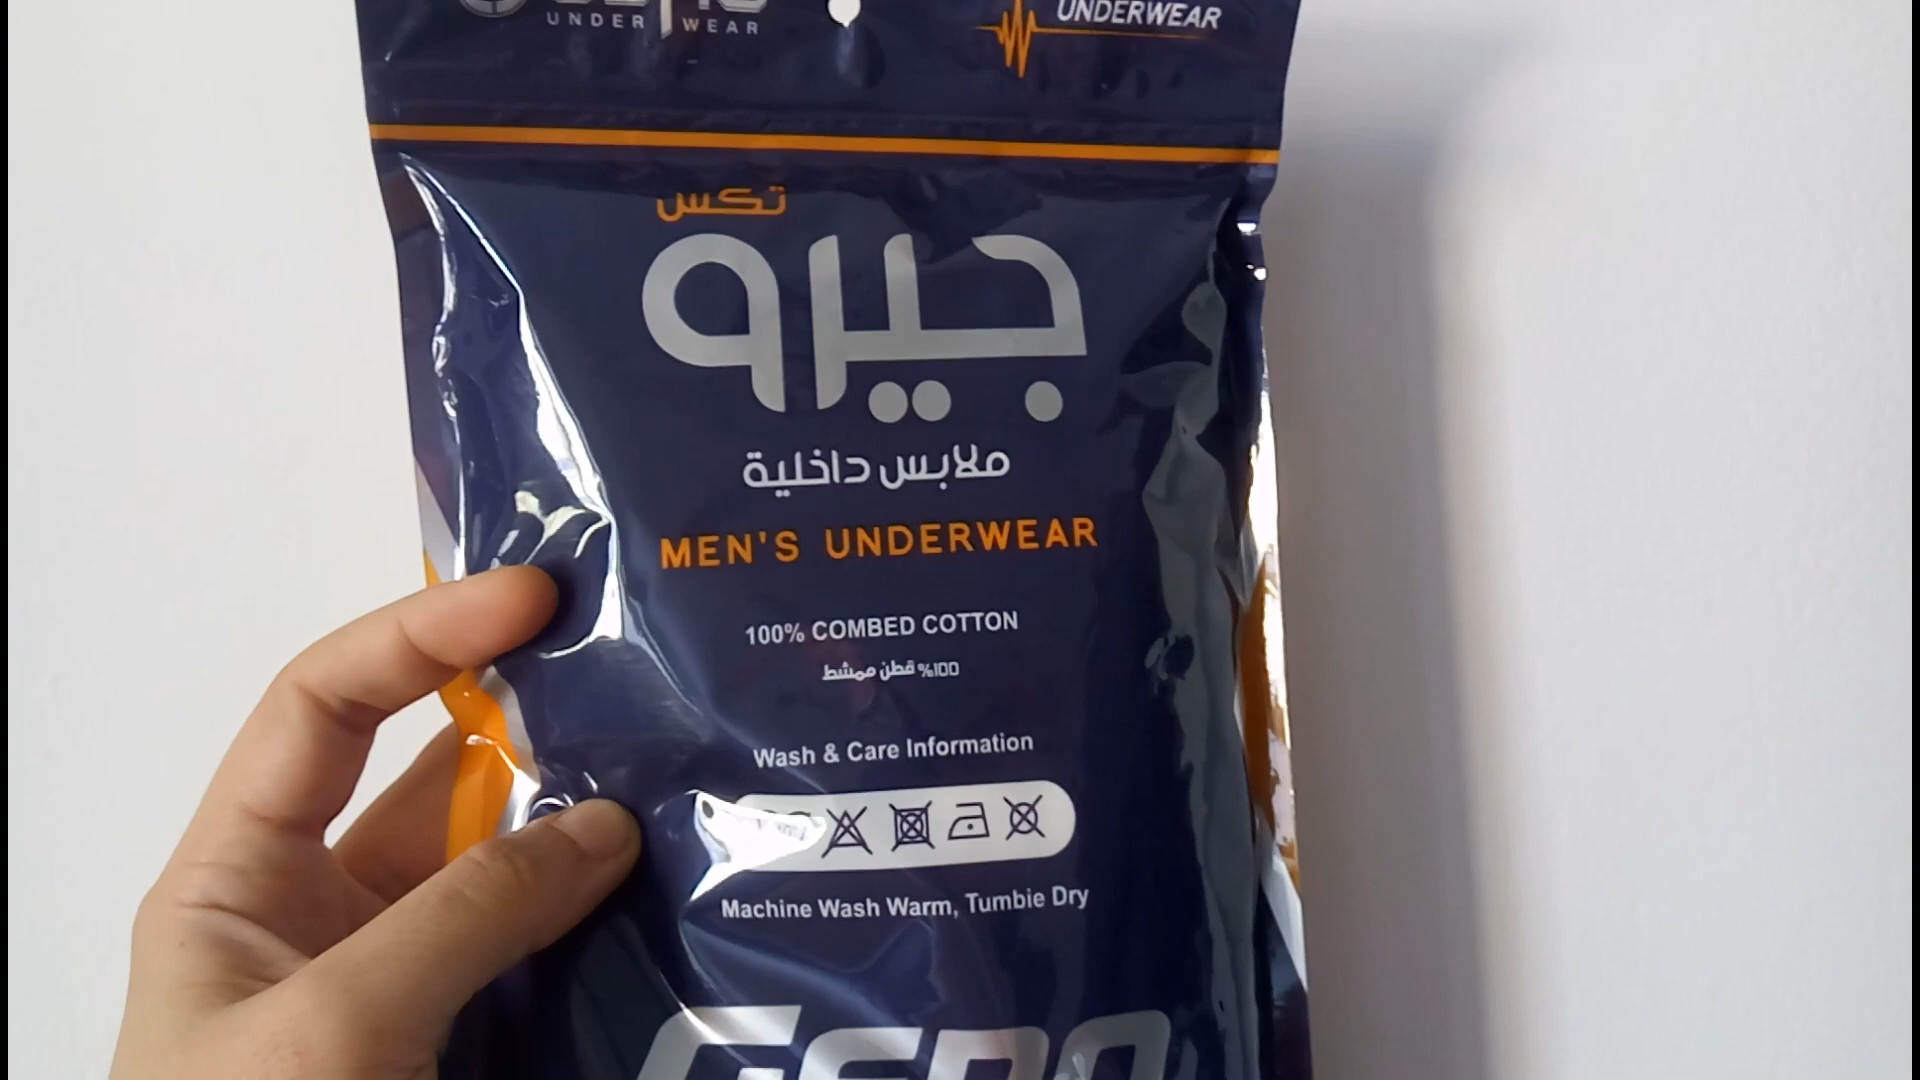 UNDER WEAR
UNDERWEAR
تكس
جيرو
ملابس داخلية
MEN'S UNDERWEAR
100% COMBED COTTON
100% قطن ممشط
Wash & Care Information
Machine Wash Warm, Tumbie Dry